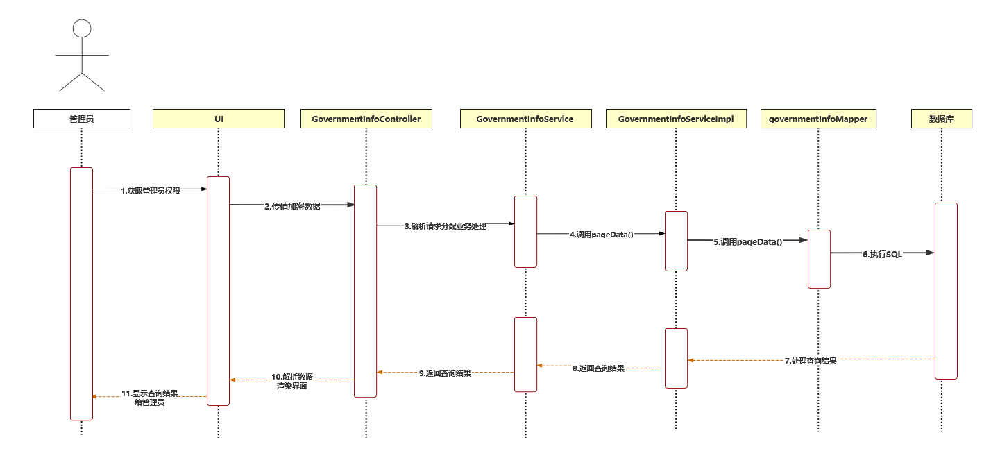 管理员
UI
GovernmentInfoController
GovernmentInfoService
GovernmentInfoServiceImpl
governmentInfoMapper
数据库
1.获取管理员权限
2.传值加密数据
3.解析请求分配业务处理
4.调用pageData()
5.调用pageData()
6.执行SQL
7.处理查询结果
8.返回查询结果
9.返回查询结果
10.解析数据
渲染界面
11.显示查询结果
给管理员